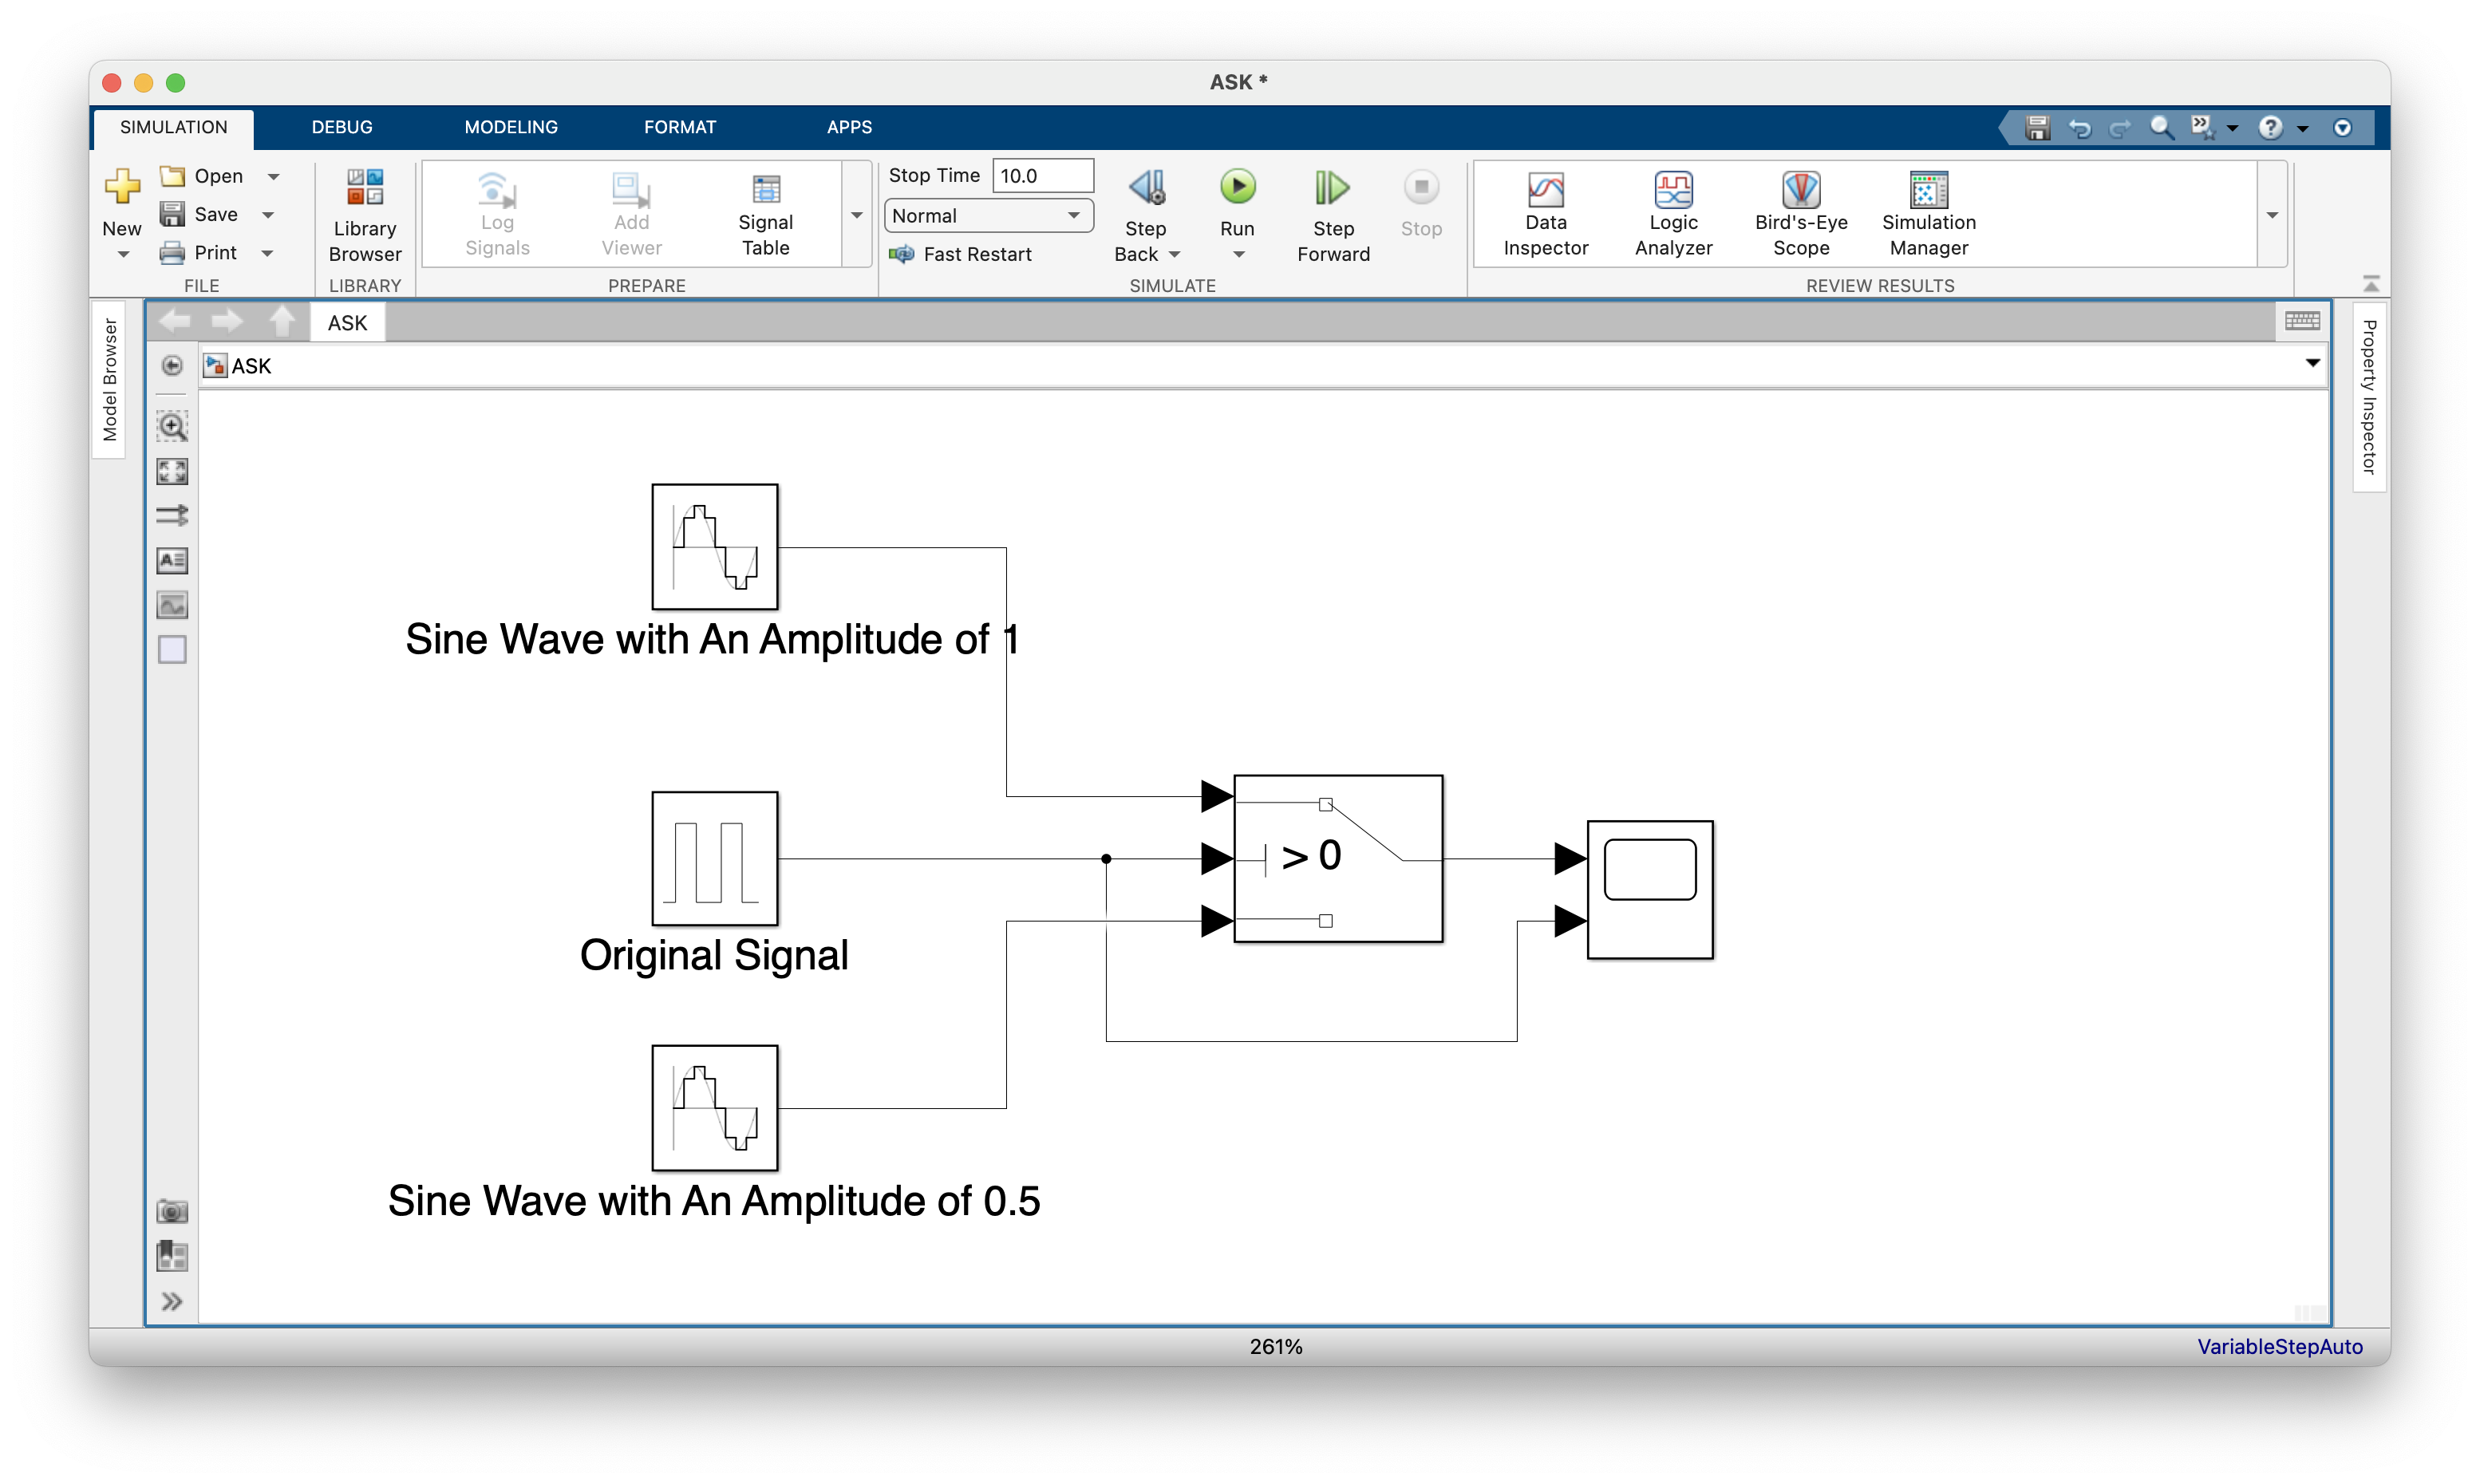 ASK *
SIMULATION DEBUG MODELING FORMAT APPS
New
Open
Save
Print
FILE
Library
Browser
LIBRARY
Log
Signals
Add
Viewer
Signal
Table
PREPARE
Stop Time 10.0
Normal
Fast Restart
Step
Back
Run
Step
Forward
Stop
SIMULATE
Data
Inspector
Logic
Analyzer
Bird's-Eye
Scope
Simulation
Manager
REVIEW RESULTS
Model Browser
ASK
ASK
Property Inspector
Sine Wave with An Amplitude of 1
> 0
Original Signal
Sine Wave with An Amplitude of 0.5
261%
VariableStepAuto